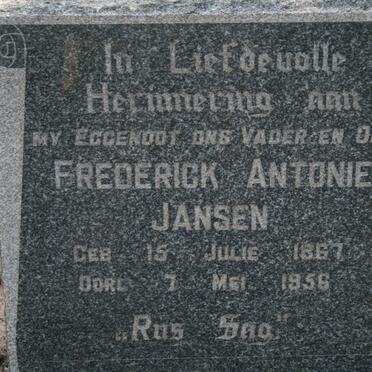 In Liefdevolle
Herinnering aan
MY EGGENOOT ONS VADER EN O
FREDERICK ANTONIE
JANSEN
GEB 15 JULIE 1867
OORL 7 MEI 1956
„Rus Sag"